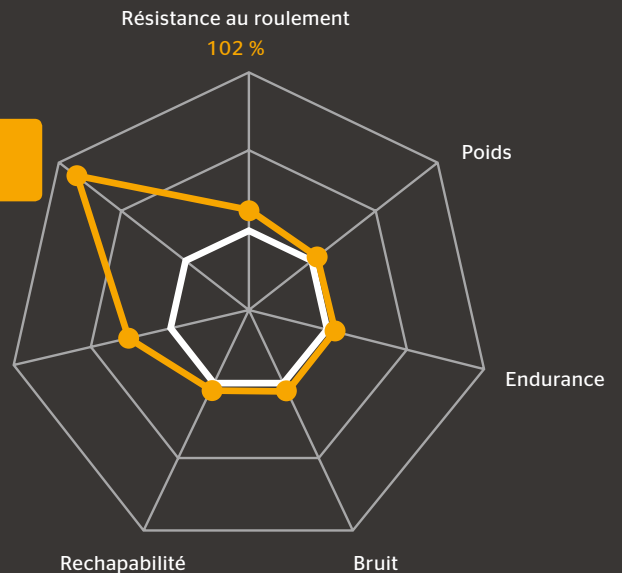 Résistance au roulement
102 %
Poids
Endurance
Rechapabilité
Bruit